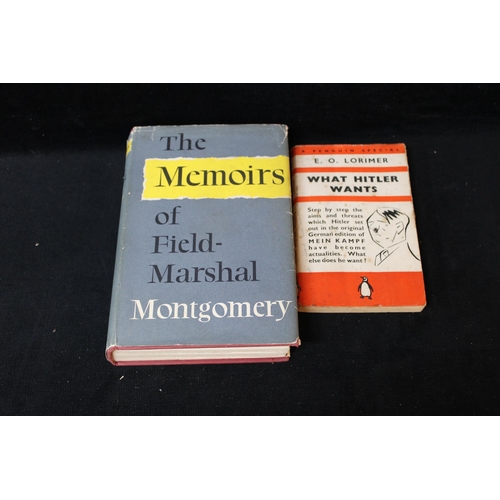 The
Memoirs
of
Field-
Marshal
Montgomery
A PENGUIN SPECIAL
E. O. LORIMER
WHAT HITLER
WANTS
Step by step the
aims and threats
which Hitler set
out in the original
German edition of
MEIN KAMPF
have become
actualities. What
else does he want?